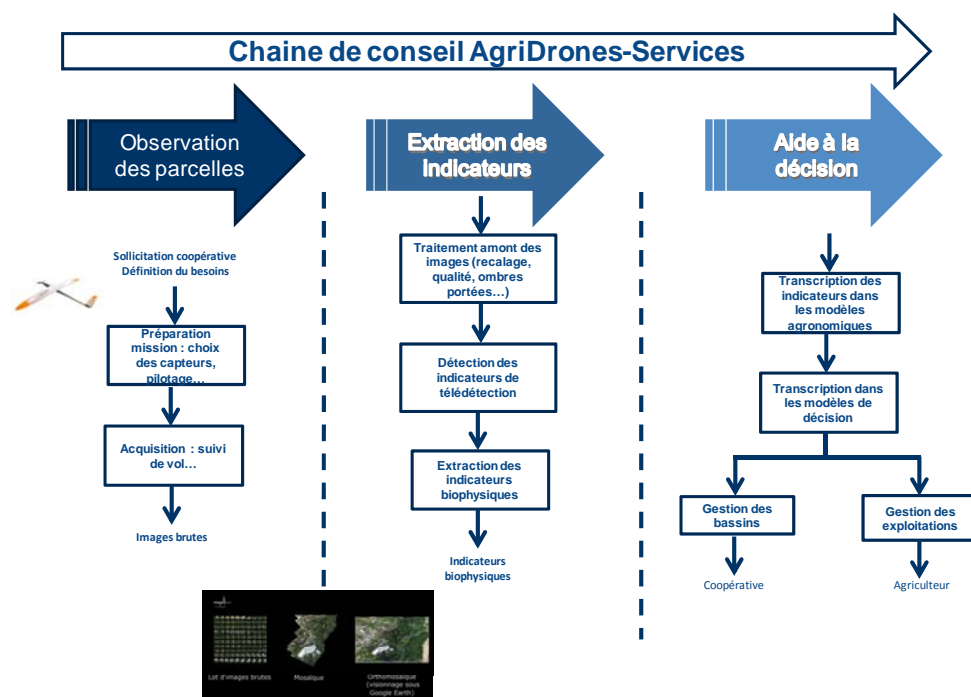 Chaine de conseil AgriDrones-Services
Observation
des parcelles
Sollicitation coopérative
Définition du besoins
Préparation
mission : choix
des capteurs,
pilotage…
Acquisition : suivi
de vol…
Images brutes
Extraction des
indicateurs
Traitement amont des
images (recalage,
qualité, ombres
portées…)
Détection des
indicateurs de
télédétection
Extraction des
indicateurs
biophysiques
Indicateurs
biophysiques
Lot d'images brutes
Mosaïque
Orthomosaïque
(visionnage sous
Google Earth)
Aide à la
décision
Transcription des
indicateurs dans
les modèles
agronomiques
Transcription dans
les modèles de
décision
Gestion des
bassins
Coopérative
Gestion des
exploitations
Agriculteur